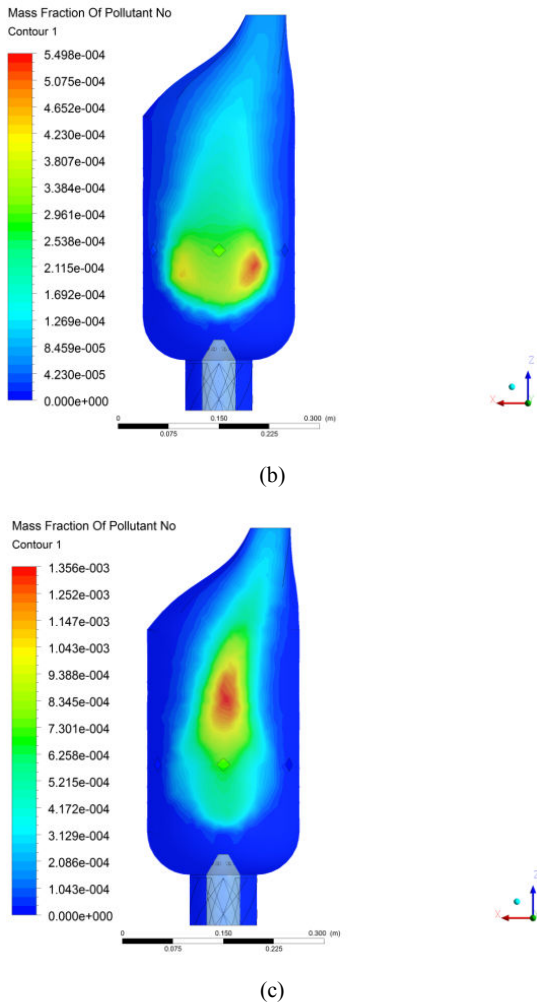 Mass Fraction Of Pollutant No
Contour 1
5.498e-004
5.075e-004
4.652e-004
4.230e-004
3.807e-004
3.384e-004
2.961e-004
2.538e-004
2.115e-004
1.692e-004
1.269e-004
8.459e-005
4.230e-005
0.000e+000
Z
X
0 0.150 0.300 (m)
0.075 0.225
(b)
Mass Fraction Of Pollutant No
Contour 1
1.356e-003
1.252e-003
1.147e-003
1.043e-003
9.388e-004
8.345e-004
7.301e-004
6.258e-004
5.215e-004
4.172e-004
3.129e-004
2.086e-004
1.043e-004
0.000e+000
Z
X
0 0.150 0.300 (m)
0.075 0.225
(c)